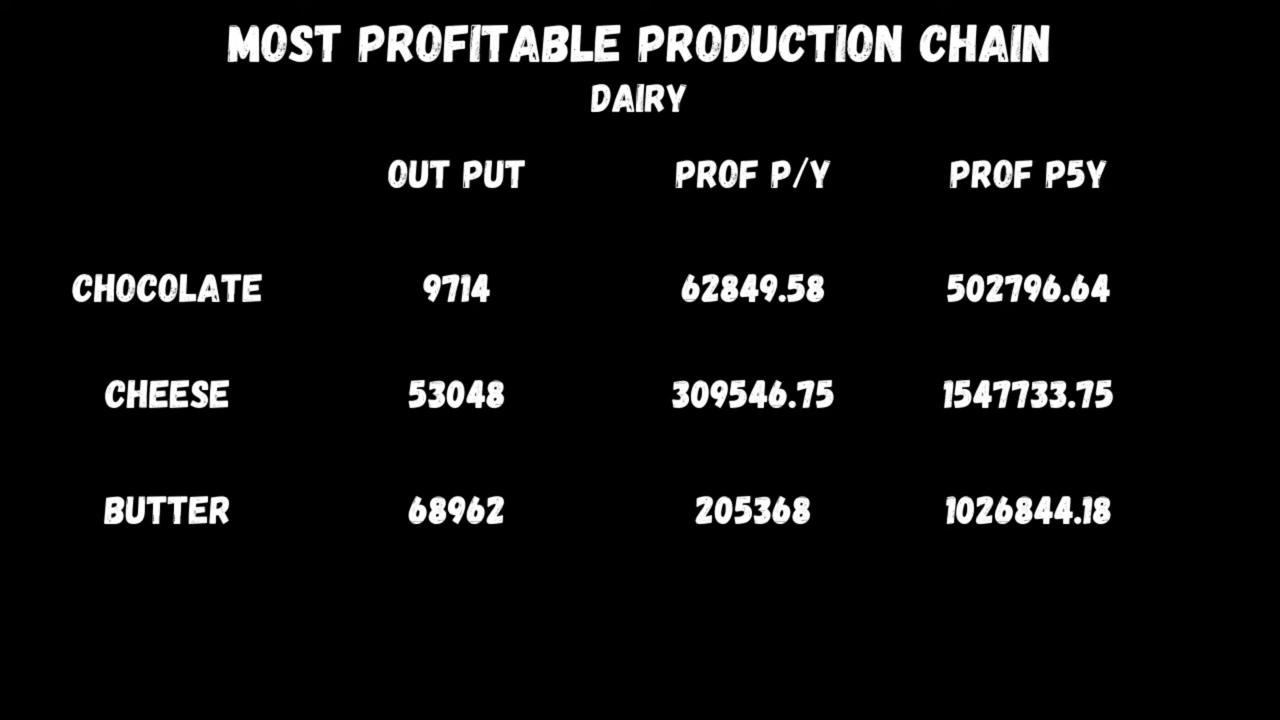 MOST PROFITABLE PRODUCTION CHAIN
DAIRY
OUT PUT PROF P/Y PROF P5Y
CHOCOLATE 9714 62849.58 502796.64
CHEESE 53048 309546.75 1547733.75
BUTTER 68962 205368 1026844.18